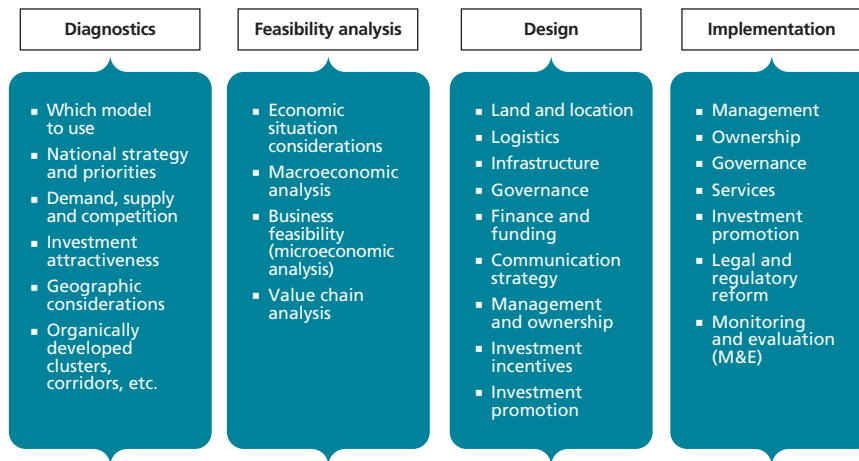 Diagnostics
Which model
to use
National strategy
and priorities
Demand, supply
and competition
Investment
attractiveness
Geographic
considerations
Organically
developed
clusters,
corridors, etc.
Feasibility analysis
Economic
situation
considerations
Macroeconomic
analysis
Business
feasibility
(microeconomic
analysis)
Value chain
analysis
Design
Land and location
Logistics
Infrastructure
Governance
Finance and
funding
Communication
strategy
Management
and ownership
Investment
incentives
Investment
promotion
Implementation
Management
Ownership
Governance
Services
Investment
promotion
Legal and
regulatory
reform
Monitoring
and evaluation
(M&E)